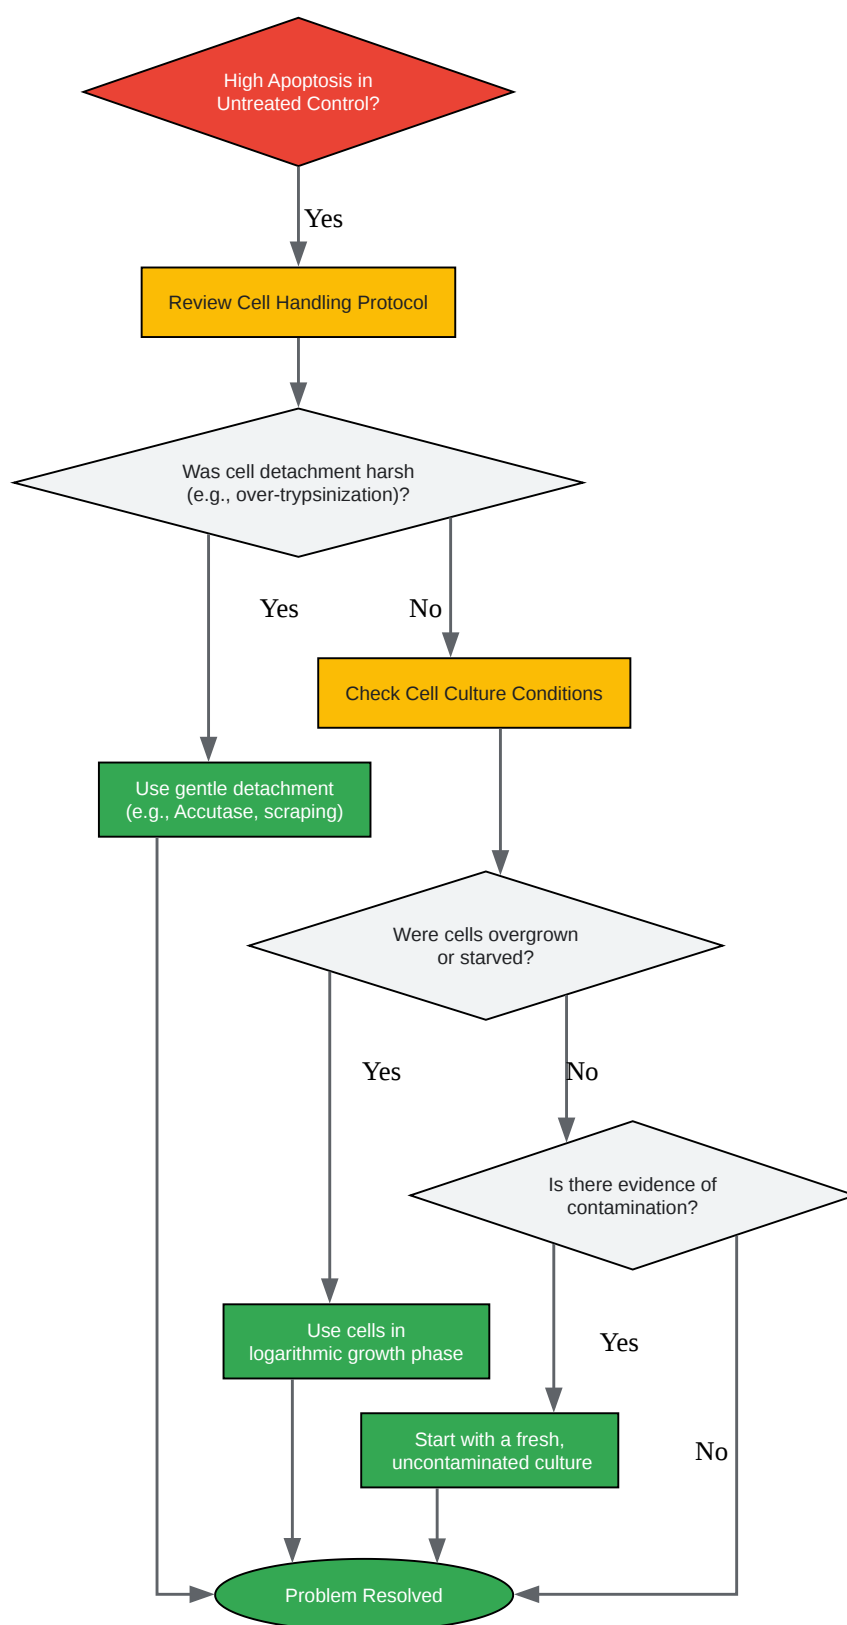 High Apoptosis in
Untreated Control?
Yes
Review Cell Handling Protocol
Was cell detachment harsh
(e.g., over-trypsinization)?
Yes
No
Check Cell Culture Conditions
Use gentle detachment
(e.g., Accutase, scraping)
Were cells overgrown
or starved?
Yes
No
Is there evidence of
contamination?
Use cells in
logarithmic growth phase
Yes
Start with a fresh,
uncontaminated culture
No
Problem Resolved